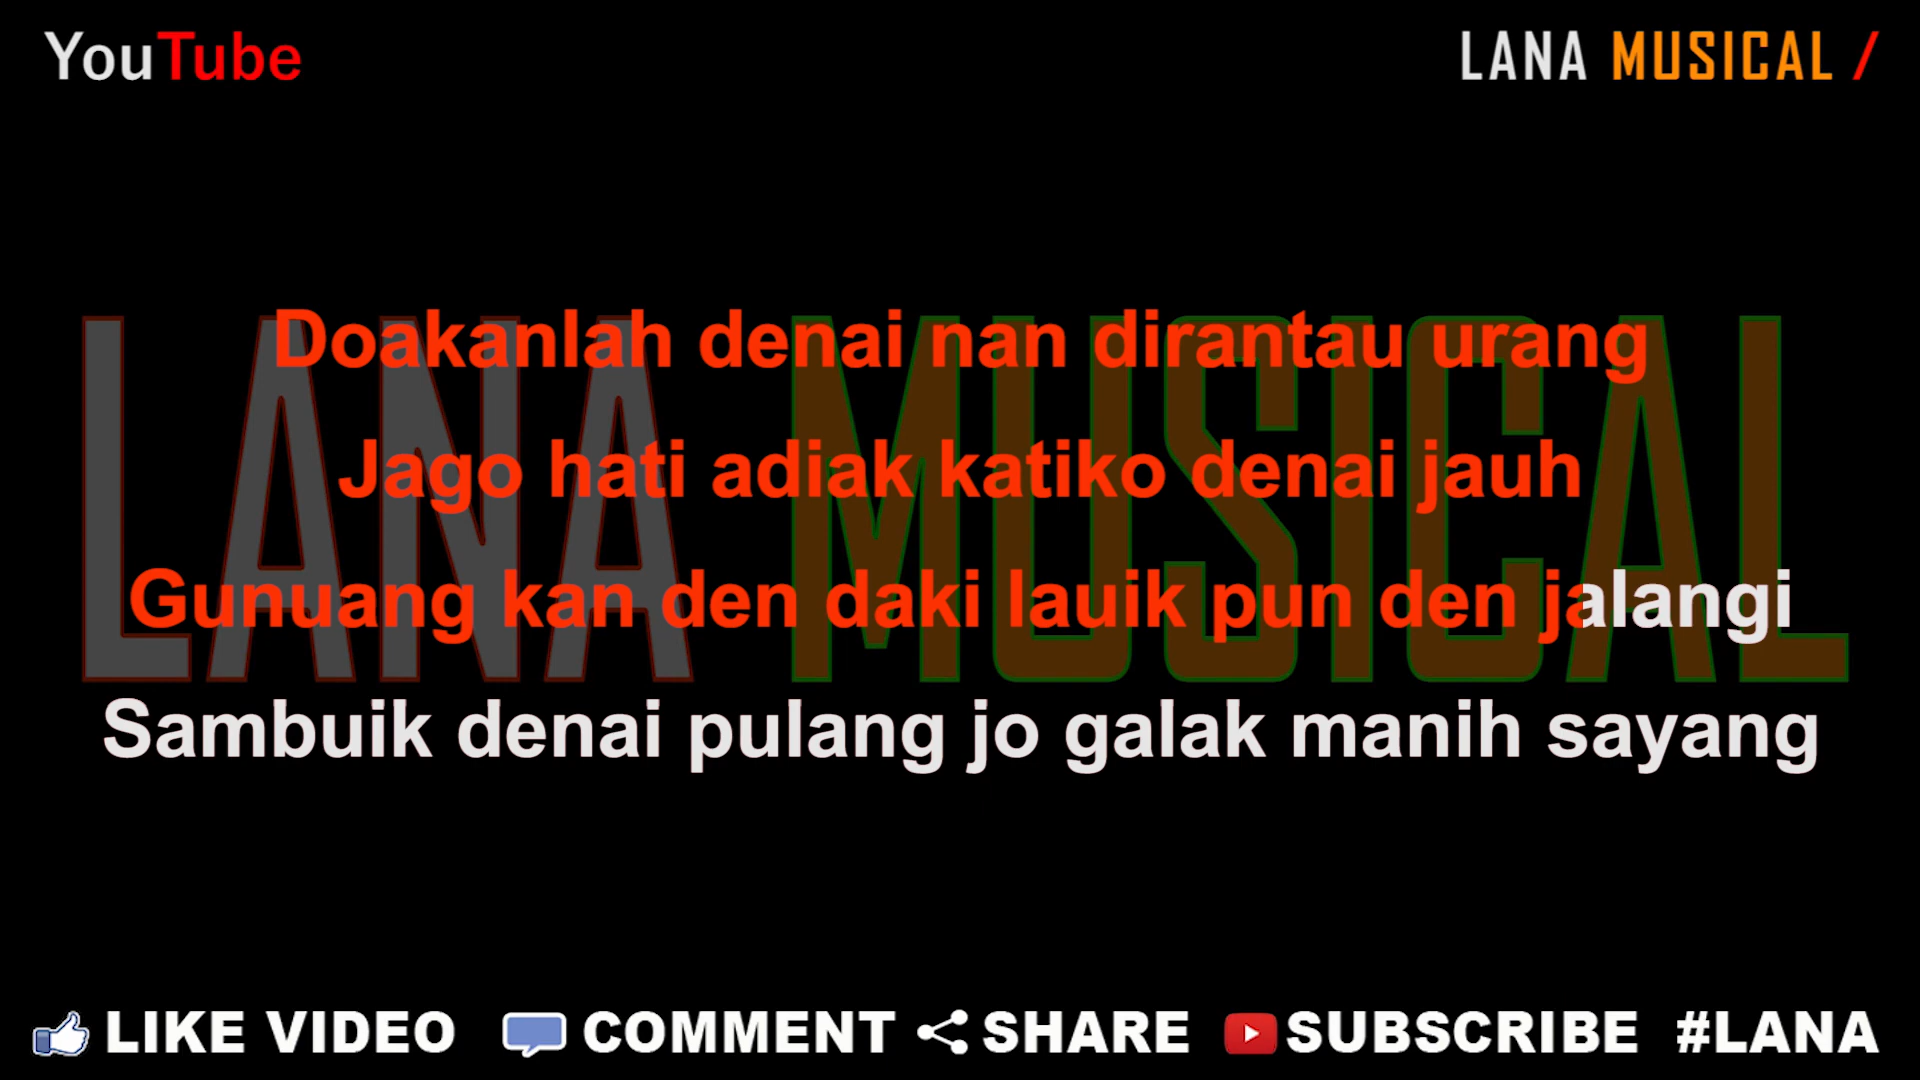 YouTube
LANA MUSICAL /
LANA MUSICAL
Doakanlah denai nan dirantau urang
Jago hati adiak katiko denai jauh
Gunuang kan den daki lauik pun den jalangi
Sambuik denai pulang jo galak manih sayang
LIKE VIDEO COMMENT SHARE SUBSCRIBE #LANA